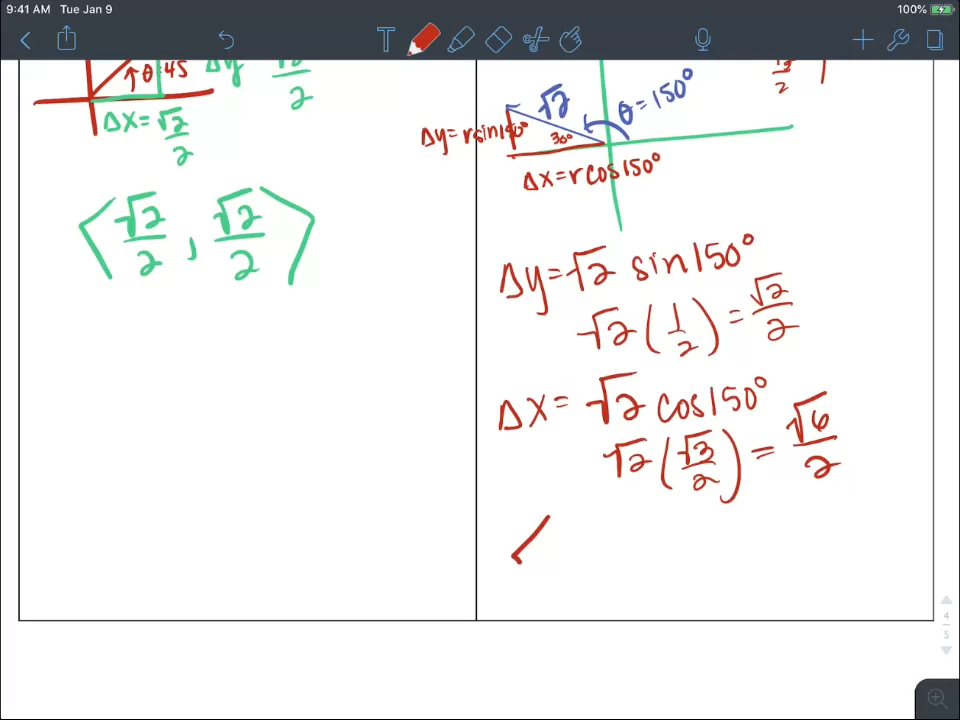 9:41 AM Tue Jan 9
100%
T
θ=45
Δy
√2/2
Δx=√2/2
⟨√2/2, √2/2⟩
√2
θ=150°
30°
Δy=rsin150°
Δx=rcos150°
Δy=√2 sin150°
√2(1/2)=√2/2
Δx=√2 cos150°
√2(√3/2)=√6/2
⟨
4
5